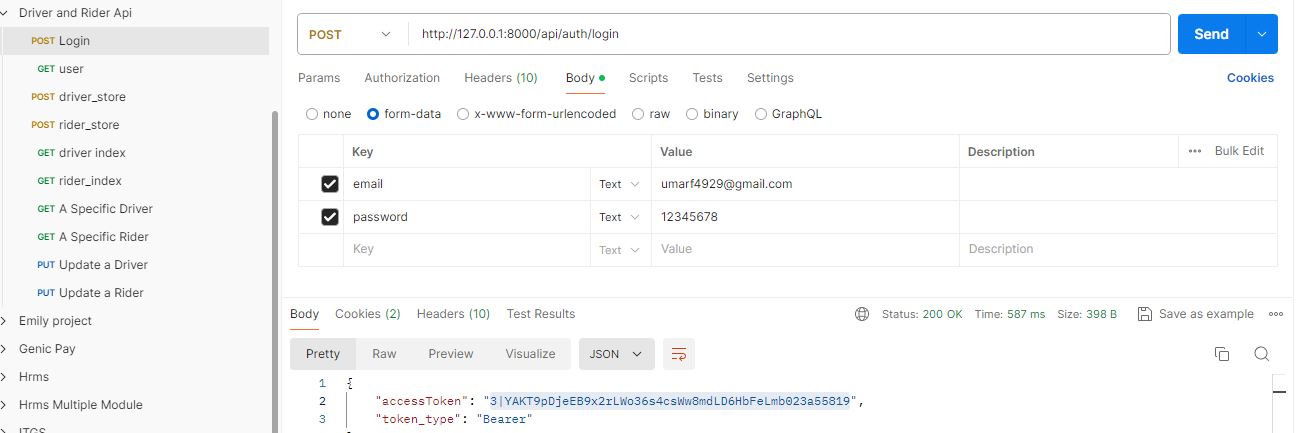 Driver and Rider Api
POST Login
GET user
POST driver_store
POST rider_store
GET driver index
GET rider_index
GET A Specific Driver
GET A Specific Rider
PUT Update a Driver
PUT Update a Rider
Emily project
Genic Pay
Hrms
Hrms Multiple Module
ITGS
POST http://127.0.0.1:8000/api/auth/login Send
Params Authorization Headers (10) Body Scripts Tests Settings Cookies
none form-data x-www-form-urlencoded raw binary GraphQL
Key Value Description Bulk Edit
email Text umarf4929@gmail.com
password Text 12345678
Key Text Value Description
Body Cookies (2) Headers (10) Test Results Status: 200 OK Time: 587 ms Size: 398 B Save as example
Pretty Raw Preview Visualize JSON
1 {
2 "accessToken": "3|YAKT9pDjeEB9x2rLWo36s4csWw8mdLD6HbFeLmb023a55819",
3 "token_type": "Bearer"